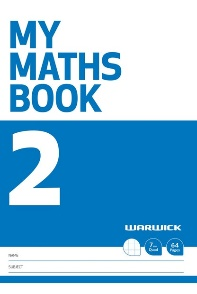 MY
MATHS
BOOK
2
WARWICK
7mm Quad
64 Pages
NAME:
SUBJECT: